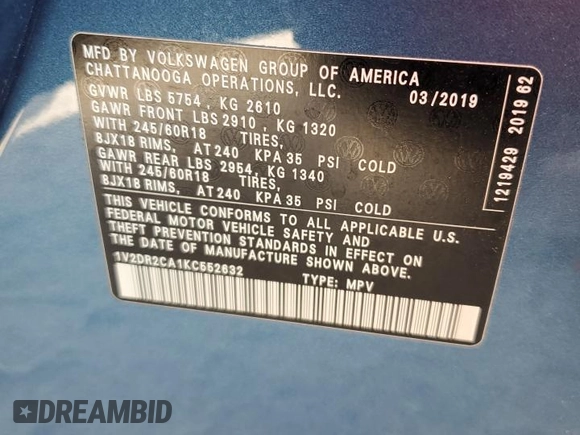 MFD BY VOLKSWAGEN GROUP OF AMERICA
CHATTANOOGA OPERATIONS, LLC.
03/2019
GVWR LBS 5754 , KG 2610
GAWR FRONT LBS 2910 , KG 1320
WITH 245/60R18 TIRES,
BJX18 RIMS, AT 240 KPA 35 PSI COLD
GAWR REAR LBS 2954, KG 1340
WITH 245/60R18 TIRES,
BJX18 RIMS, AT 240 KPA 35 PSI COLD
THIS VEHICLE CONFORMS TO ALL APPLICABLE U.S.
FEDERAL MOTOR VEHICLE SAFETY AND
THEFT PREVENTION STANDARDS IN EFFECT ON
THE DATE OF MANUFACTURE SHOWN ABOVE.
1V2DR2CA1KC552632
TYPE: MPV
1219429 2019 62
DREAMBID